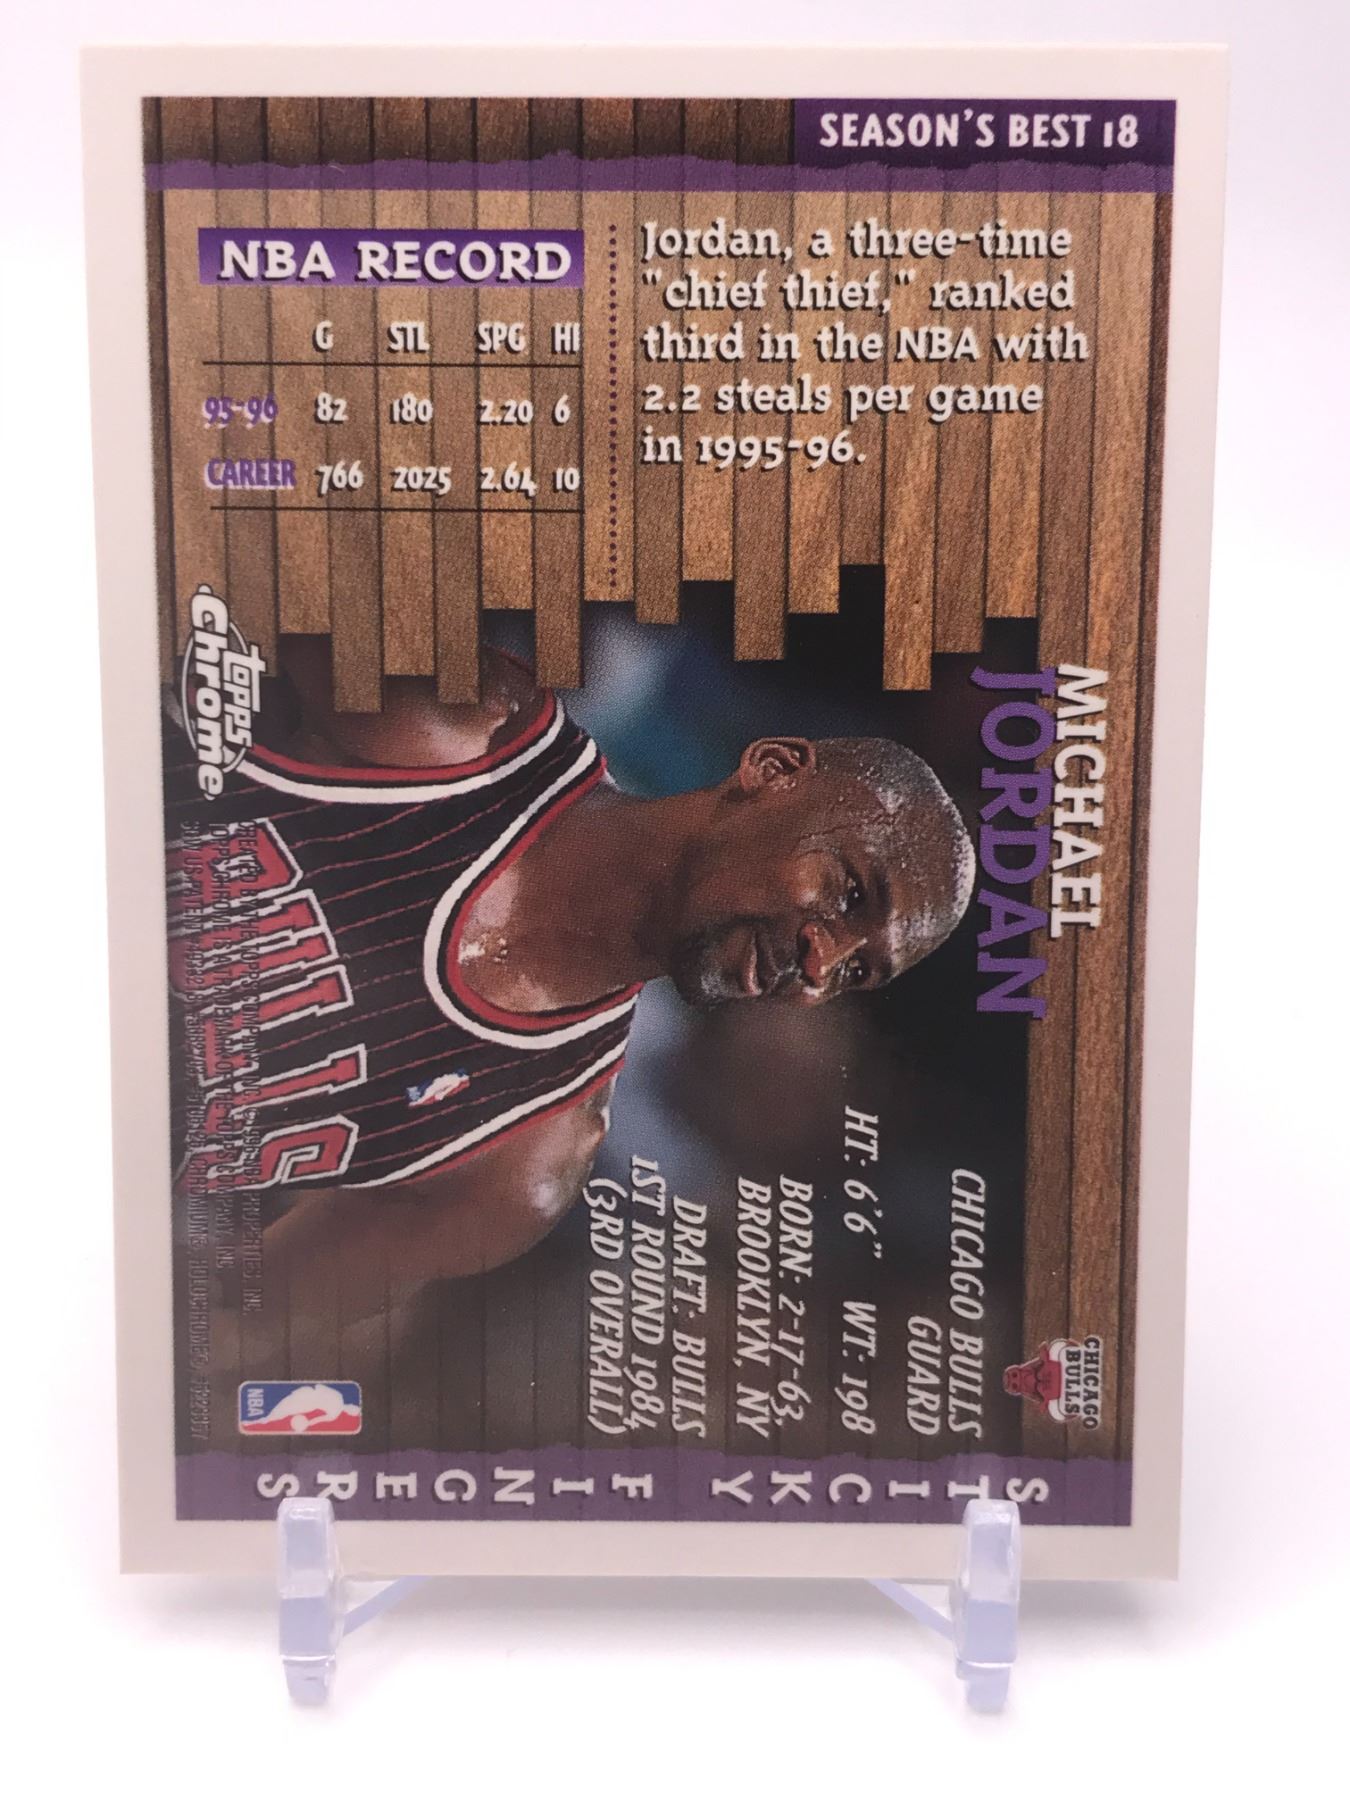 SEASON'S BEST 18
NBA RECORD
G STL SPG HI
95-96 82 180 2.20 6
CAREER 766 2025 2.64 10
Jordan, a three-time
"chief thief," ranked
third in the NBA with
2.2 steals per game
in 1995-96.
MICHAEL
JORDAN
CHICAGO
BULLS
CHICAGO BULLS
GUARD
HT: 6'6" WT: 198
BORN: 2-17-63,
BROOKLYN, NY
DRAFT: BULLS
1ST ROUND 1984
(3RD OVERALL)
topps
Chrome
NBA
STICKY FINGERS